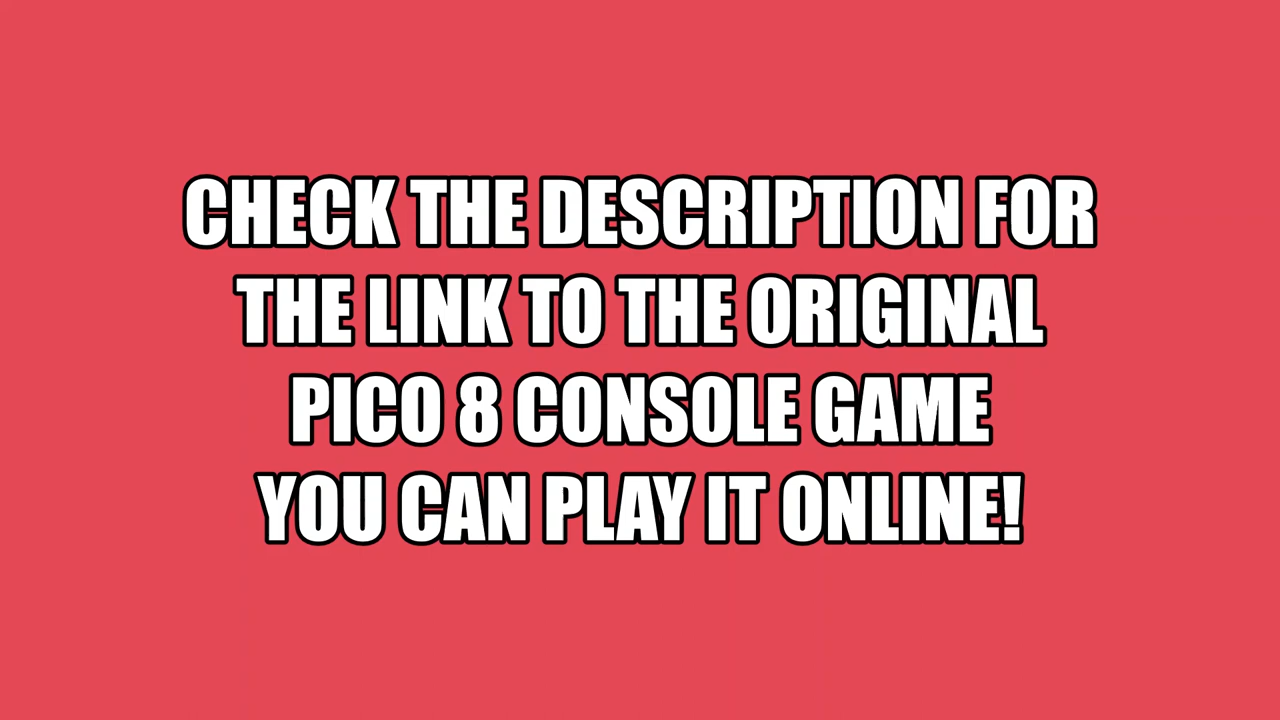 CHECK THE DESCRIPTION FOR
THE LINK TO THE ORIGINAL
PICO 8 CONSOLE GAME
YOU CAN PLAY IT ONLINE!